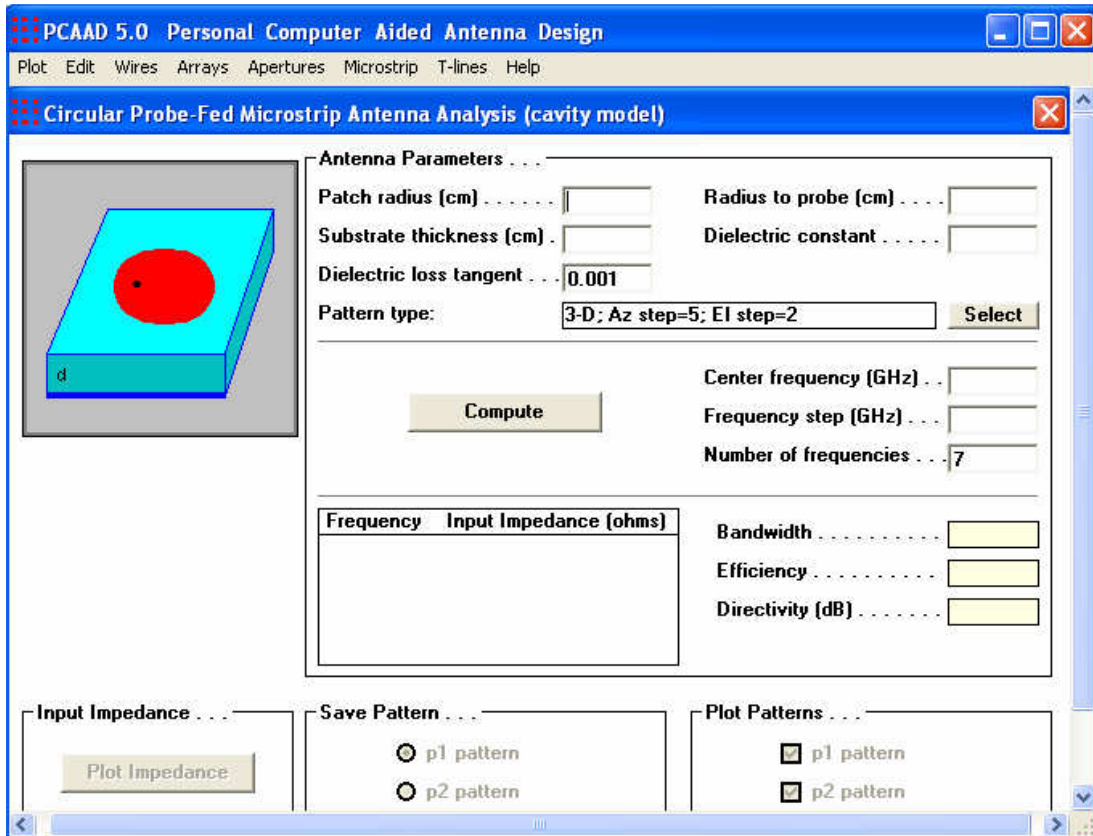 PCAAD 5.0 Personal Computer Aided Antenna Design
Plot Edit Wires Arrays Apertures Microstrip T-lines Help
Circular Probe-Fed Microstrip Antenna Analysis (cavity model)
Antenna Parameters . . .
Patch radius (cm) . . . . . .
Radius to probe (cm) . . . .
Substrate thickness (cm) .
Dielectric constant . . . . .
Dielectric loss tangent . . . 0.001
Pattern type: 3-D; Az step=5; El step=2 Select
d
Center frequency (GHz) . .
Compute
Frequency step (GHz) . . .
Number of frequencies . . . 7
Frequency Input Impedance (ohms)
Bandwidth . . . . . . . . . .
Efficiency . . . . . . . . . .
Directivity (dB) . . . . . . .
Input Impedance . . .
Plot Impedance
Save Pattern . . .
p1 pattern
p2 pattern
Plot Patterns . . .
p1 pattern
p2 pattern